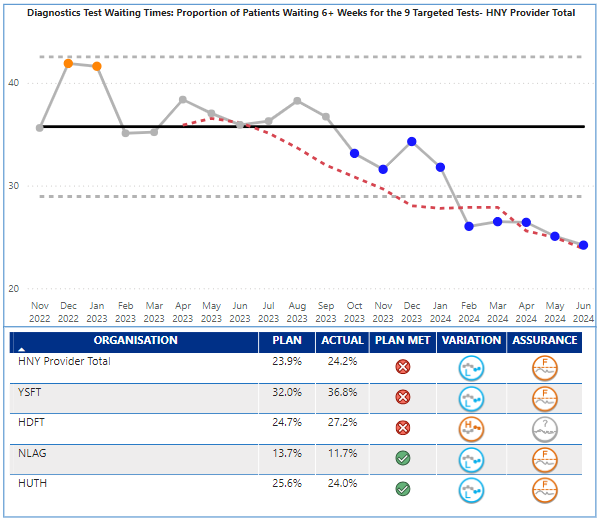 Diagnostics Test Waiting Times: Proportion of Patients Waiting 6+ Weeks for the 9 Targeted Tests- HNY Provider Total
40
30
20
Nov 2022 Dec 2022 Jan 2023 Feb 2023 Mar 2023 Apr 2023 May 2023 Jun 2023 Jul 2023 Aug 2023 Sep 2023 Oct 2023 Nov 2023 Dec 2023 Jan 2024 Feb 2024 Mar 2024 Apr 2024 May 2024 Jun 2024
ORGANISATION PLAN ACTUAL PLAN MET VARIATION ASSURANCE
HNY Provider Total 23.9% 24.2% L F
YSFT 32.0% 36.8% L F
HDFT 24.7% 27.2% H ?
NLAG 13.7% 11.7% L F
HUTH 25.6% 24.0% L F